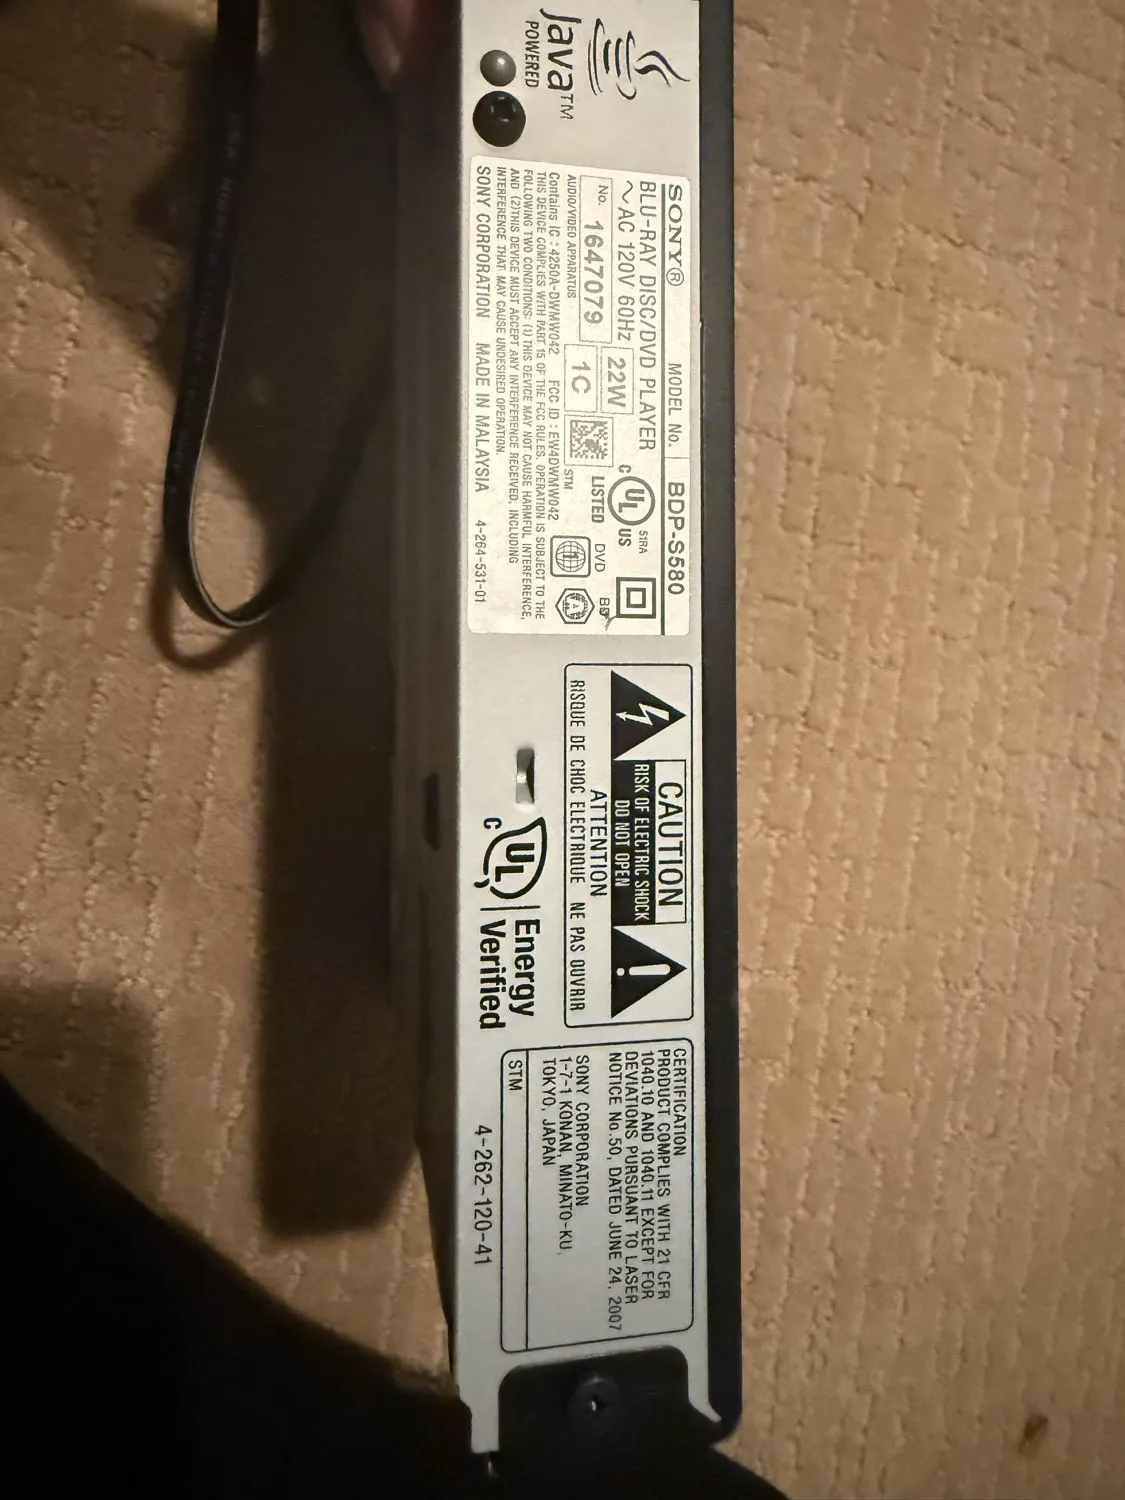 Java™
POWERED
SONY® MODEL No. BDP-S580
BLU-RAY DISC/DVD PLAYER
～ AC 120V 60Hz 22W
No. 1647079 1C
AUDIO/VIDEO APPARATUS
STM
C UL US
LISTED
51RA
DVD
1
BD
A
Contains IC : 4250A-DWMW042 FCC ID : EW4DWMW042
THIS DEVICE COMPLIES WITH PART 15 OF THE FCC RULES. OPERATION IS SUBJECT TO THE
FOLLOWING TWO CONDITIONS: (1) THIS DEVICE MAY NOT CAUSE HARMFUL INTERFERENCE,
AND (2)THIS DEVICE MUST ACCEPT ANY INTERFERENCE RECEIVED, INCLUDING
INTERFERENCE THAT MAY CAUSE UNDESIRED OPERATION.
SONY CORPORATION MADE IN MALAYSIA 4-264-531-01
CAUTION
RISK OF ELECTRIC SHOCK
DO NOT OPEN
ATTENTION
RISQUE DE CHOC ELECTRIQUE NE PAS OUVRIR
C UL Energy
Verified
CERTIFICATION
PRODUCT COMPLIES WITH 21 CFR
1040.10 AND 1040.11 EXCEPT FOR
DEVIATIONS PURSUANT TO LASER
NOTICE No.50, DATED JUNE 24, 2007
SONY CORPORATION
1-7-1 KONAN, MINATO-KU,
TOKYO, JAPAN
STM
4-262-120-41